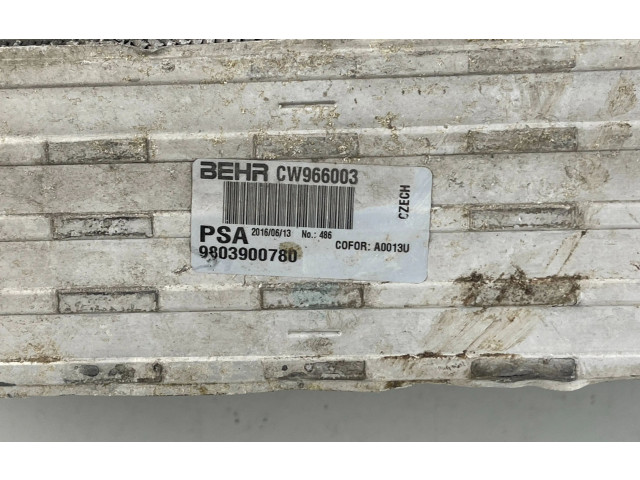 BEHR CW966003
CZECH
PSA 2016/06/13 No.: 486
COFOR: A0013U
9803900780